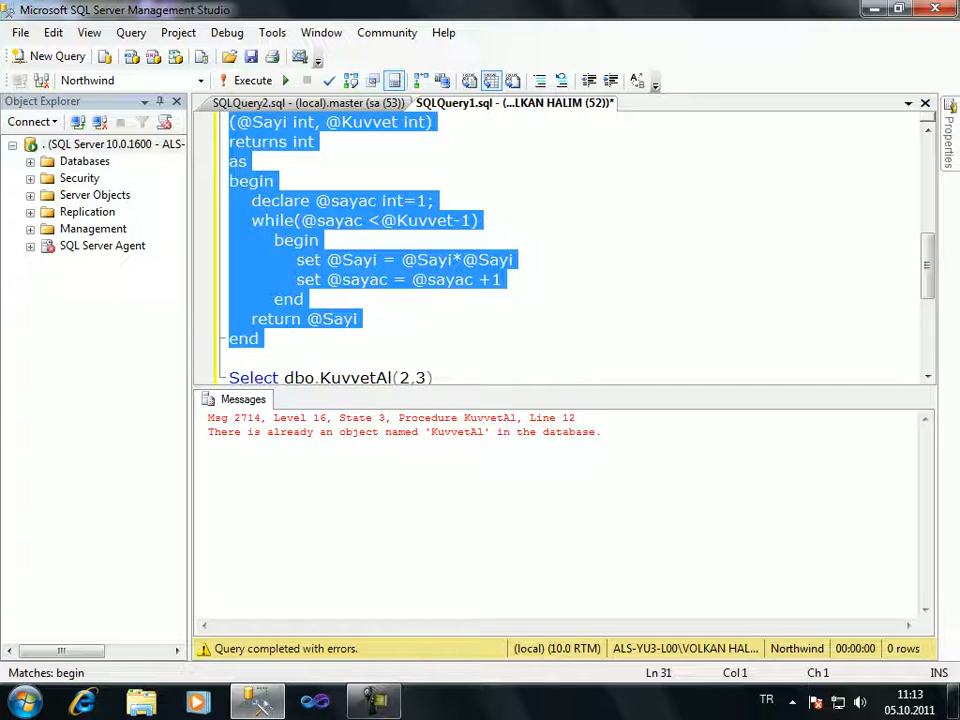 Microsoft SQL Server Management Studio
File Edit View Query Project Debug Tools Window Community Help
New Query
Northwind Execute
Object Explorer
SQLQuery2.sql - (local).master (sa (53)) SQLQuery1.sql - (...LKAN HALIM (52))*
Connect
. (SQL Server 10.0.1600 - ALS-
Databases
Security
Server Objects
Replication
Management
SQL Server Agent
(@Sayi int, @Kuvvet int)
returns int
as
begin
declare @sayac int=1;
while(@sayac <@Kuvvet-1)
begin
set @Sayi = @Sayi*@Sayi
set @sayac = @sayac +1
end
return @Sayi
end
Select dbo.KuvvetAl(2,3)
Properties
Messages
Msg 2714, Level 16, State 3, Procedure KuvvetAl, Line 12
There is already an object named 'KuvvetAl' in the database.
Query completed with errors. (local) (10.0 RTM) ALS-YU3-L00\VOLKAN HAL... Northwind 00:00:00 0 rows
Matches: begin Ln 31 Col 1 Ch 1 INS
TR 11:13
05.10.2011